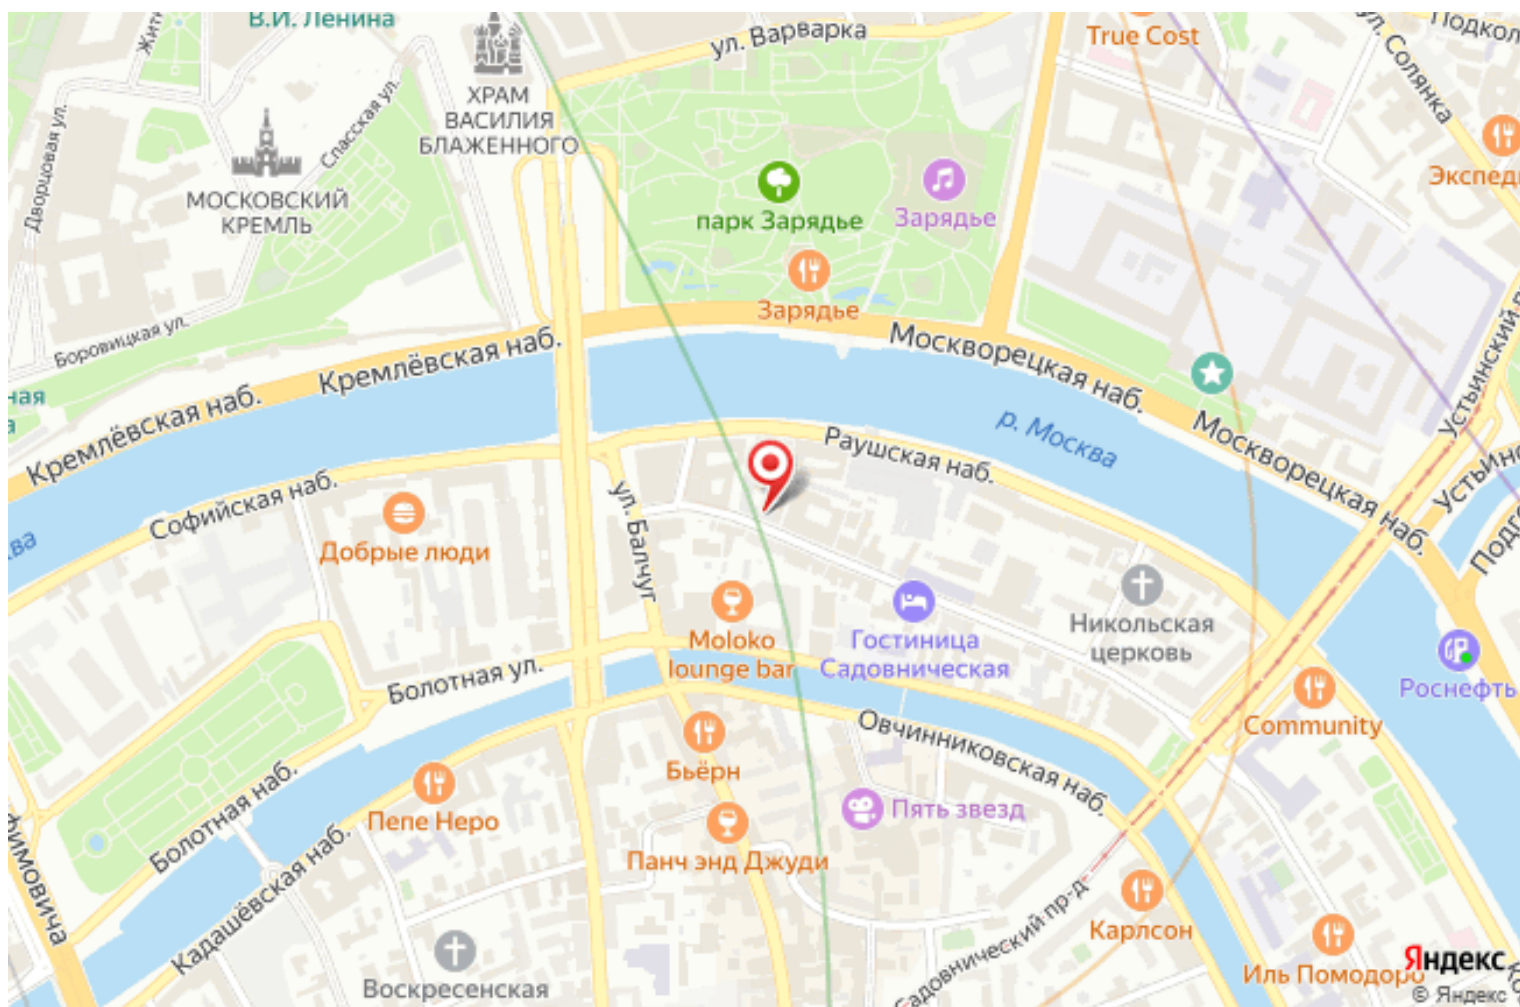 В.И. Ленина
ул. Варварка
True Cost
ул. Солянка
Дворцовая ул.
Спасская ул.
ХРАМ
ВАСИЛИЯ
БЛАЖЕННОГО
МОСКОВСКИЙ
КРЕМЛЬ
парк Зарядье
Зарядье
Зарядье
Боровицкая ул.
Кремлёвская наб.
Кремлёвская наб.
Москворецкая наб.
Москворецкая наб.
р. Москва
Раушская наб.
Софийская наб.
ул. Балчуг
Добрые люди
Moloko
lounge bar
Гостиница
Садовническая
Никольская
церковь
Роснефть
Community
Болотная ул.
Овчинниковская наб.
Бьёрн
Болотная наб.
Пепе Неро
Пять звезд
Панч энд Джуди
Кадашёвская наб.
Карлсон
Садовнический пр-д
Воскресенская
Иль Помодоро
Яндекс
© Яндекс